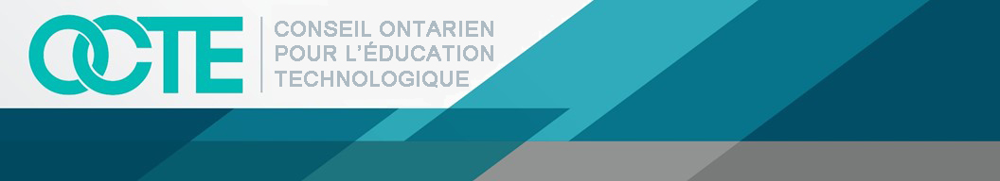 OCTE
CONSEIL ONTARIEN
POUR L'ÉDUCATION
TECHNOLOGIQUE